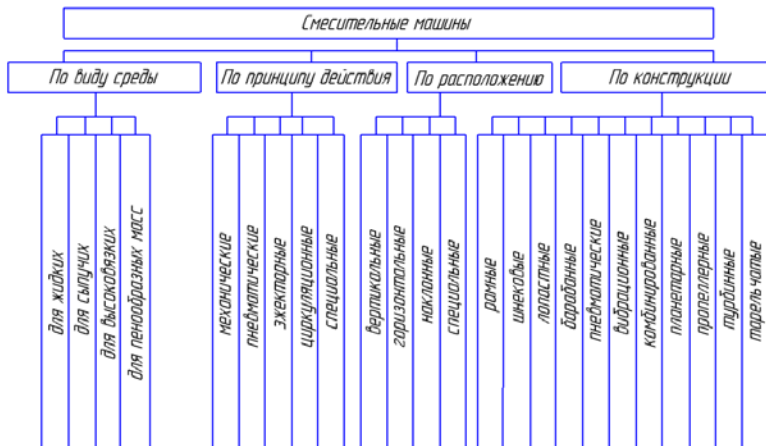 Смесительные машины
По виду среды
По принципу действия
По расположению
По конструкции
для жидких
для сыпучих
для высоковязких
для пенообразных масс
механические
пневматические
эжекторные
циркуляционные
специальные
вертикальные
горизонтальные
наклонные
специальные
рамные
шнековые
лопастные
барабанные
пневматические
вибрационные
комбинированные
планетарные
пропеллерные
турбинные
тарельчатые